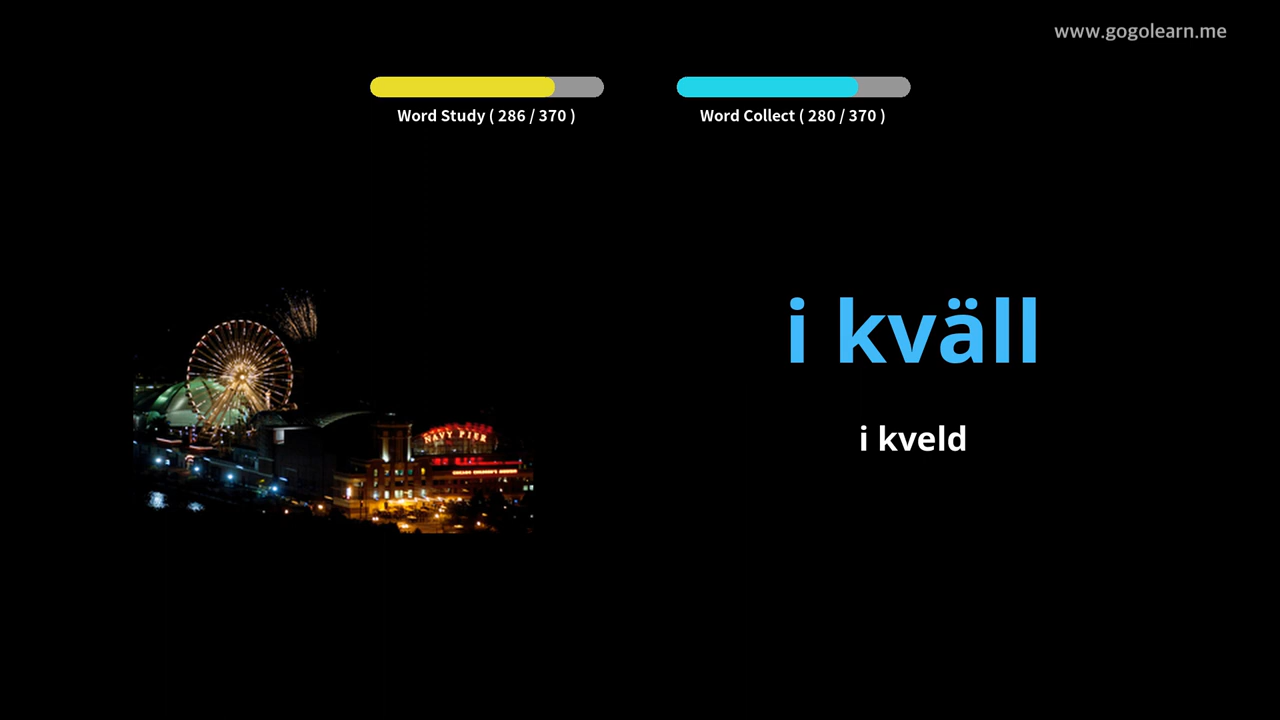 www.gogolearn.me
Word Study ( 286 / 370 )
Word Collect ( 280 / 370 )
i kväll
i kveld
NAVY PIER